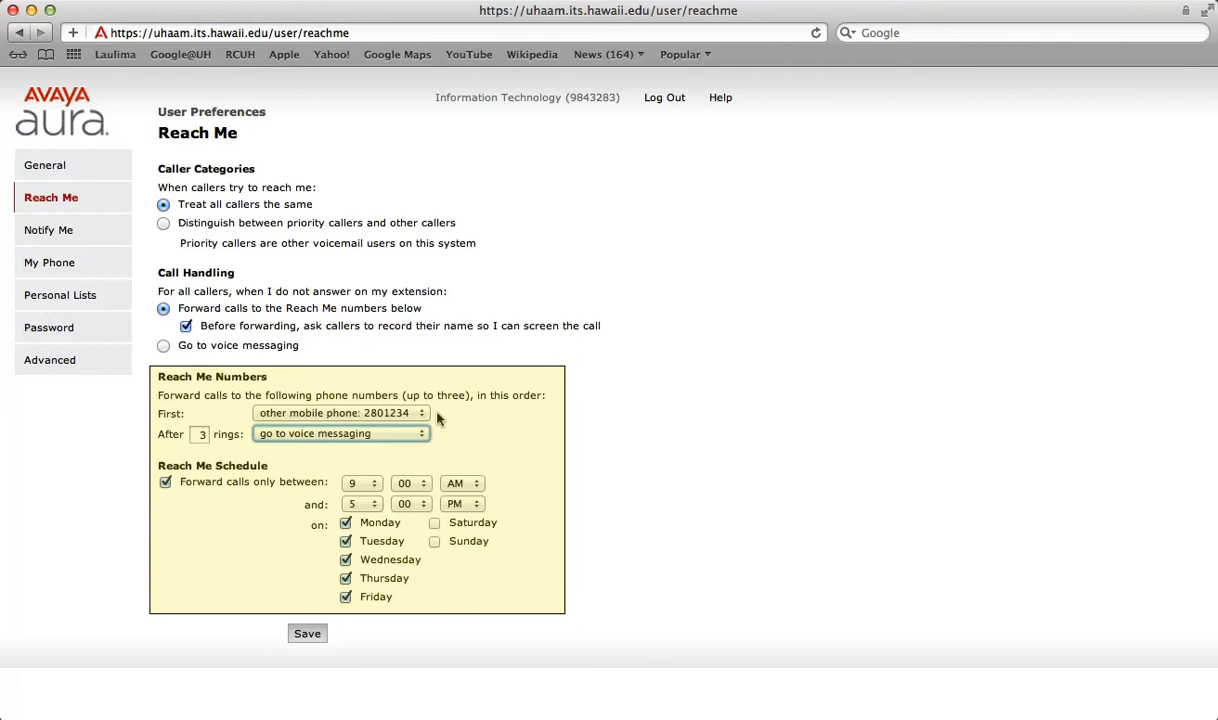 https://uhaam.its.hawaii.edu/user/reachme
https://uhaam.its.hawaii.edu/user/reachme
Google
Laulima Google@UH RCUH Apple Yahoo! Google Maps YouTube Wikipedia News (164) Popular
AVAYA
aura.
Information Technology (9843283) Log Out Help
User Preferences
Reach Me
General
Reach Me
Notify Me
My Phone
Personal Lists
Password
Advanced
Caller Categories
When callers try to reach me:
Treat all callers the same
Distinguish between priority callers and other callers
Priority callers are other voicemail users on this system
Call Handling
For all callers, when I do not answer on my extension:
Forward calls to the Reach Me numbers below
Before forwarding, ask callers to record their name so I can screen the call
Go to voice messaging
Reach Me Numbers
Forward calls to the following phone numbers (up to three), in this order:
First: other mobile phone: 2801234
After 3 rings: go to voice messaging
Reach Me Schedule
Forward calls only between: 9 00 AM
and: 5 00 PM
on: Monday Saturday
Tuesday Sunday
Wednesday
Thursday
Friday
Save